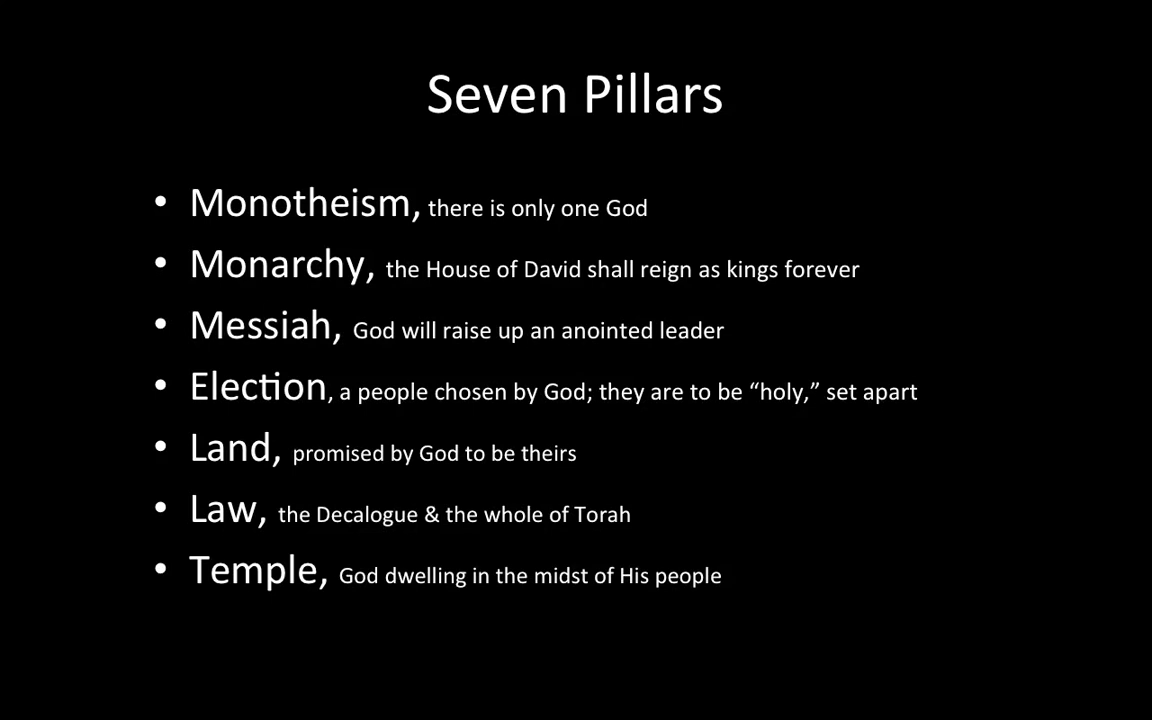 Seven Pillars
• Monotheism, there is only one God
• Monarchy, the House of David shall reign as kings forever
• Messiah, God will raise up an anointed leader
• Election, a people chosen by God; they are to be “holy,” set apart
• Land, promised by God to be theirs
• Law, the Decalogue & the whole of Torah
• Temple, God dwelling in the midst of His people